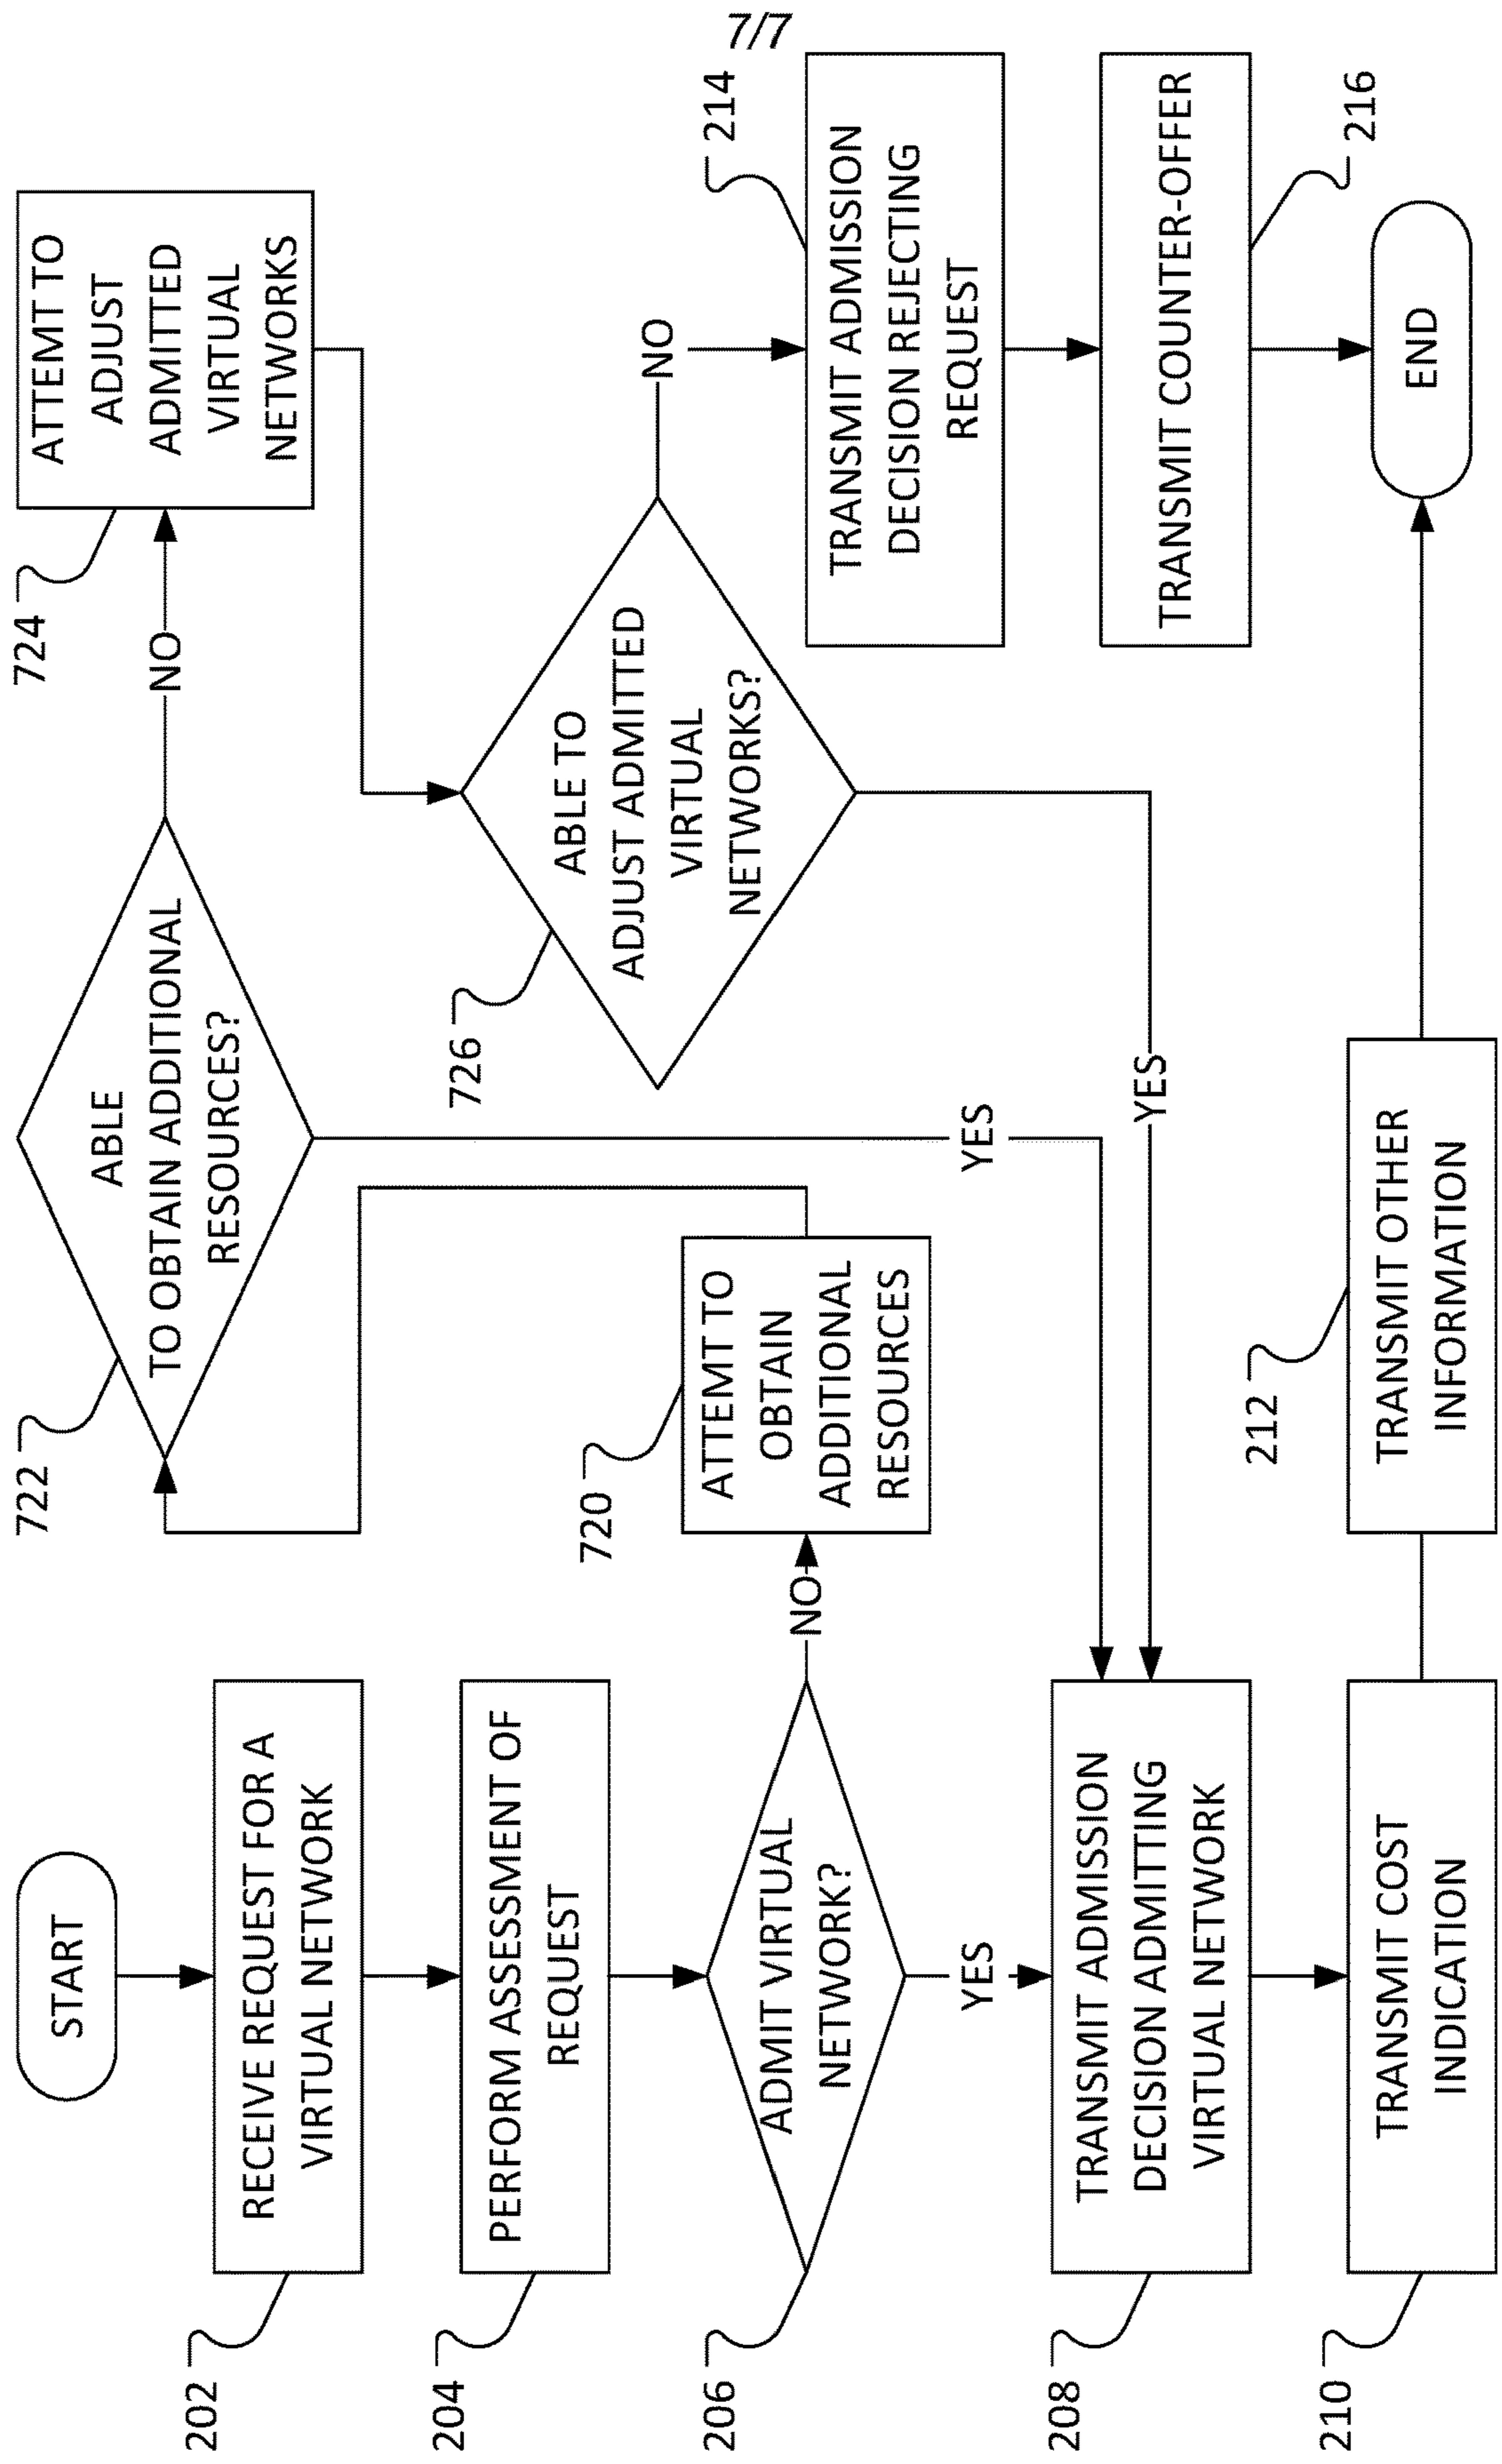 7/7
START
202
RECEIVE REQUEST FOR A
VIRTUAL NETWORK
204
PERFORM ASSESSMENT OF
REQUEST
206
ADMIT VIRTUAL
NETWORK?
YES
NO
208
TRANSMIT ADMISSION
DECISION ADMITTING
VIRTUAL NETWORK
210
TRANSMIT COST
INDICATION
212
TRANSMIT OTHER
INFORMATION
720
ATTEMT TO
OBTAIN
ADDITIONAL
RESOURCES
722
ABLE
TO OBTAIN ADDITIONAL
RESOURCES?
YES
NO
724
ATTEMT TO
ADJUST
ADMITTED
VIRTUAL
NETWORKS
726
ABLE TO
ADJUST ADMITTED
VIRTUAL
NETWORKS?
YES
NO
214
TRANSMIT ADMISSION
DECISION REJECTING
REQUEST
TRANSMIT COUNTER-OFFER
216
END